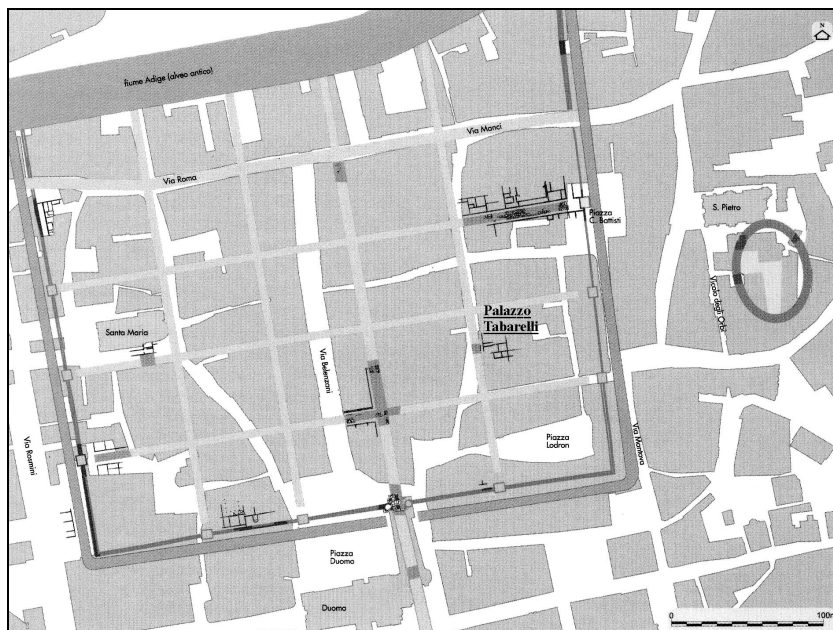 N
fiume Adige (alveo antico)
Via Manci
Via Roma
S. Pietro
Piazza
C. Battisti
Vicolo degli Orbi
Palazzo
Tabarelli
Santa Maria
Via Belenzani
Via Rosmini
Piazza
Lodron
Via Mantova
Piazza
Duomo
Duomo
0
100m